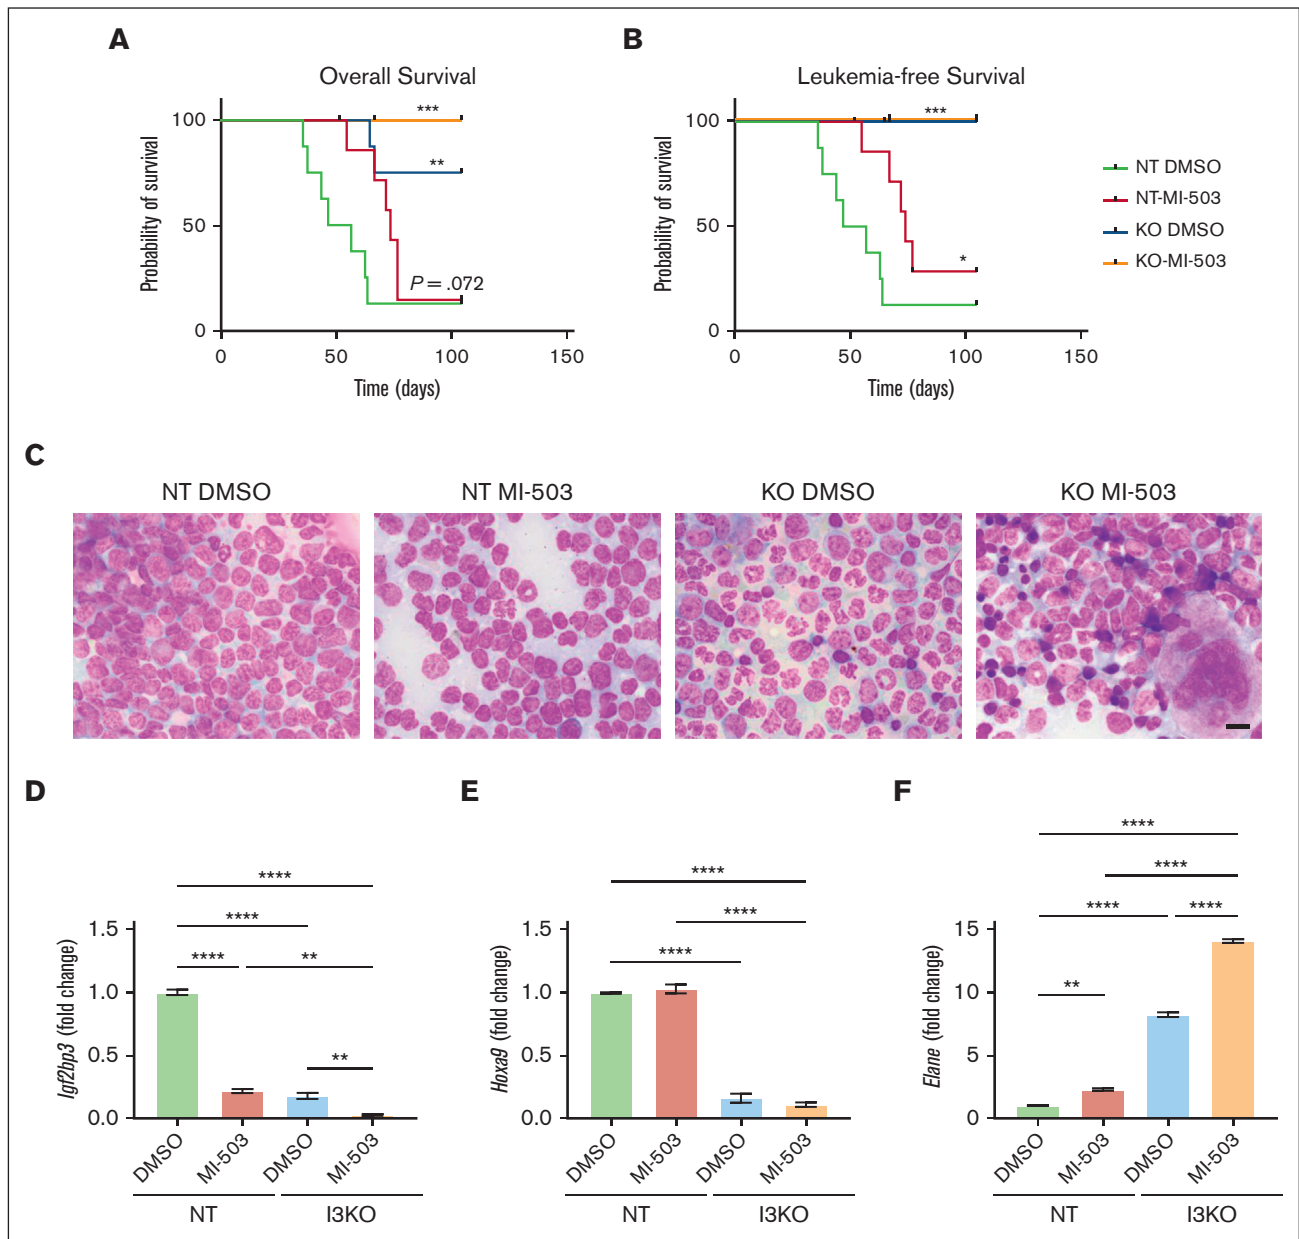 A
B
Overall Survival
Leukemia-free Survival
Probability of survival
100
50
0
0
50
100
150
Time (days)
***
**
P = .072
Probability of survival
100
50
0
0
50
100
150
Time (days)
***
*
NT DMSO
NT-MI-503
KO DMSO
KO-MI-503
C
NT DMSO
NT MI-503
KO DMSO
KO MI-503
D
E
F
Igf2bp3 (fold change)
1.5
1.0
0.5
0.0
****
****
****
**
**
DMSO
MI-503
DMSO
MI-503
NT
I3KO
Hoxa9 (fold change)
1.5
1.0
0.5
0.0
****
****
****
DMSO
MI-503
DMSO
MI-503
NT
I3KO
Elane (fold change)
15
10
5
0
****
****
****
****
**
DMSO
MI-503
DMSO
MI-503
NT
I3KO